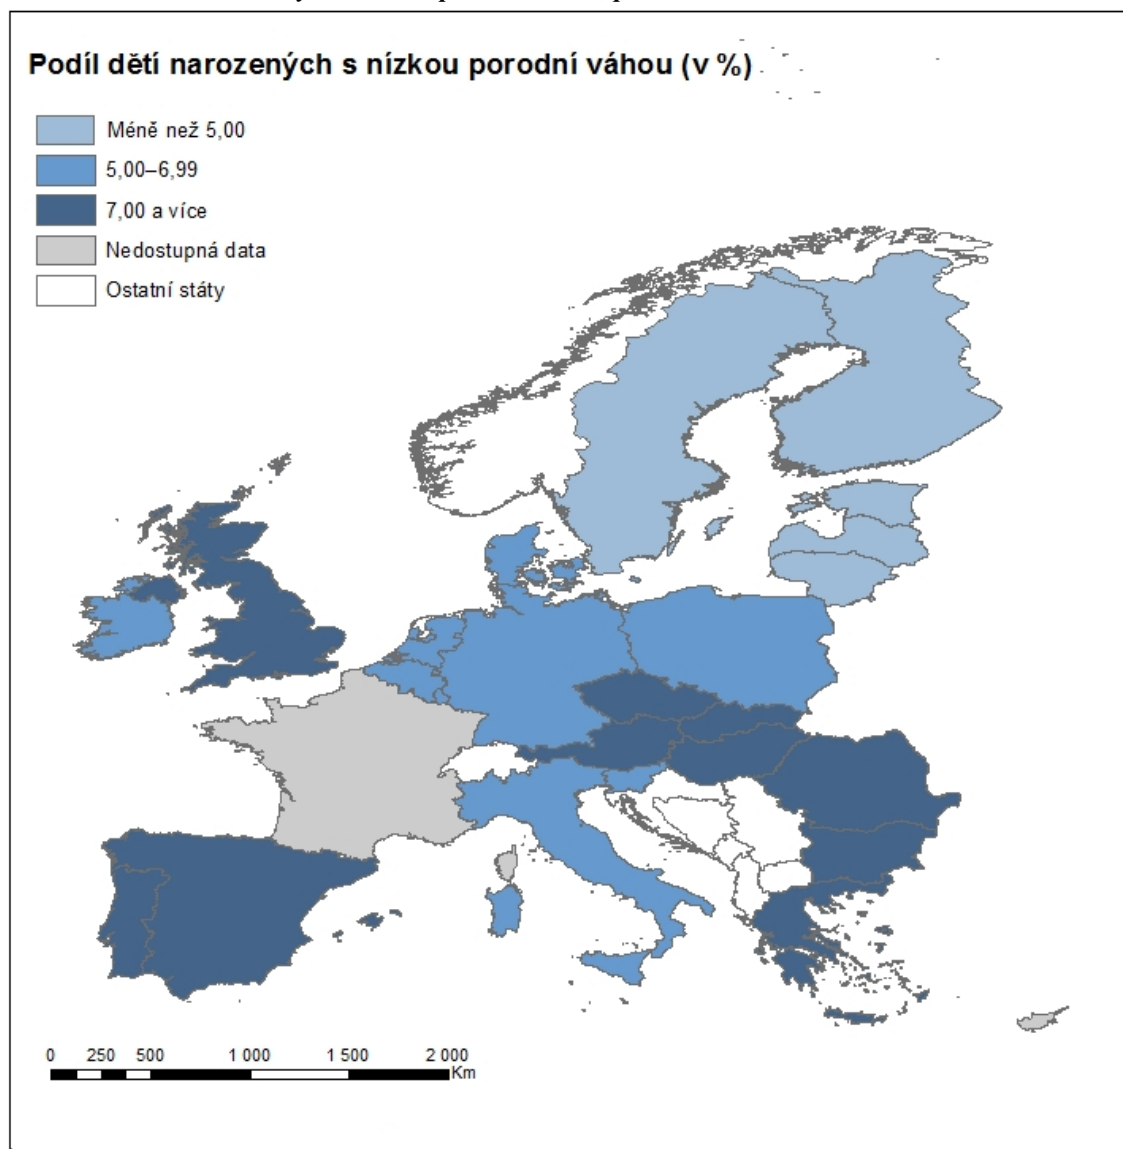 Podíl dětí narozených s nízkou porodní váhou (v %)
Méně než 5,00
5,00–6,99
7,00 a více
Nedostupná data
Ostatní státy
0 250 500 1 000 1 500 2 000
Km